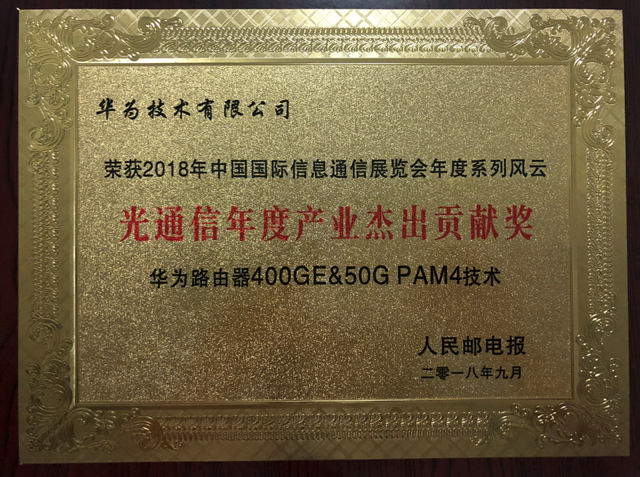 华为技术有限公司
荣获2018年中国国际信息通信展览会年度系列风云
光通信年度产业杰出贡献奖
华为路由器400GE&50G PAM4技术
人民邮电报
二零一八年九月